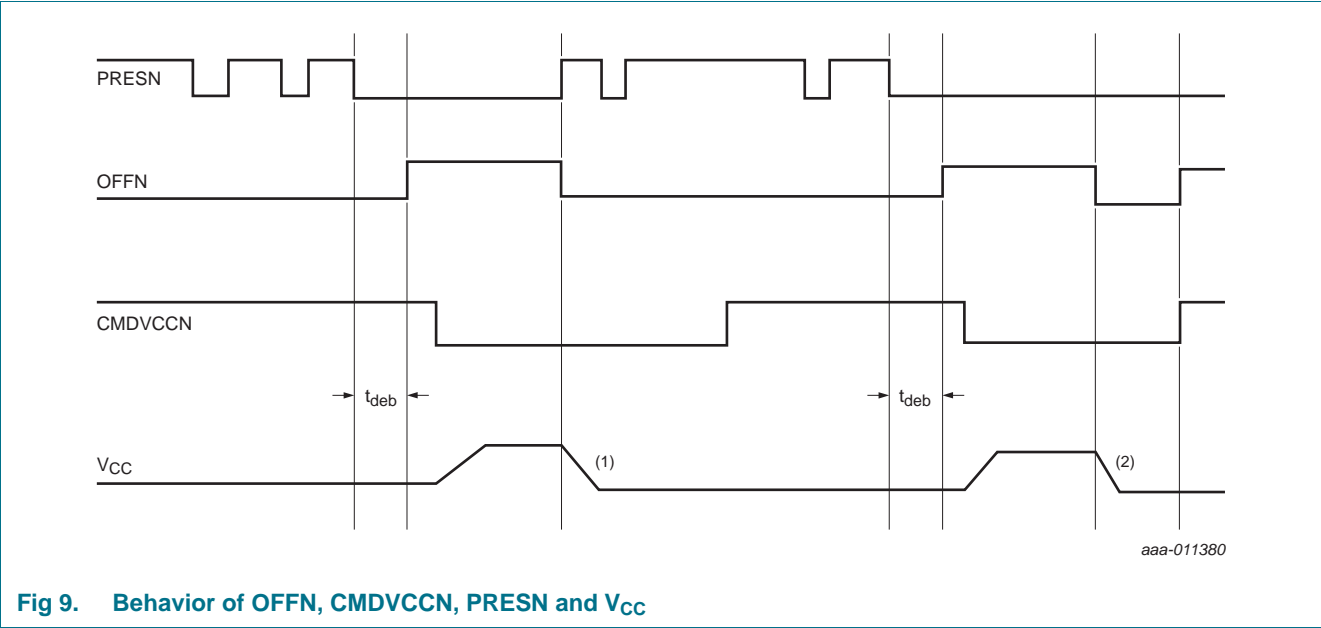 PRESN
OFFN
CMDVCCN
tdeb
tdeb
VCC
(1)
(2)
aaa-011380
Fig 9. Behavior of OFFN, CMDVCCN, PRESN and VCC